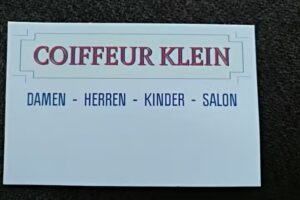 COIFFEUR KLEIN
DAMEN - HERREN - KINDER - SALON